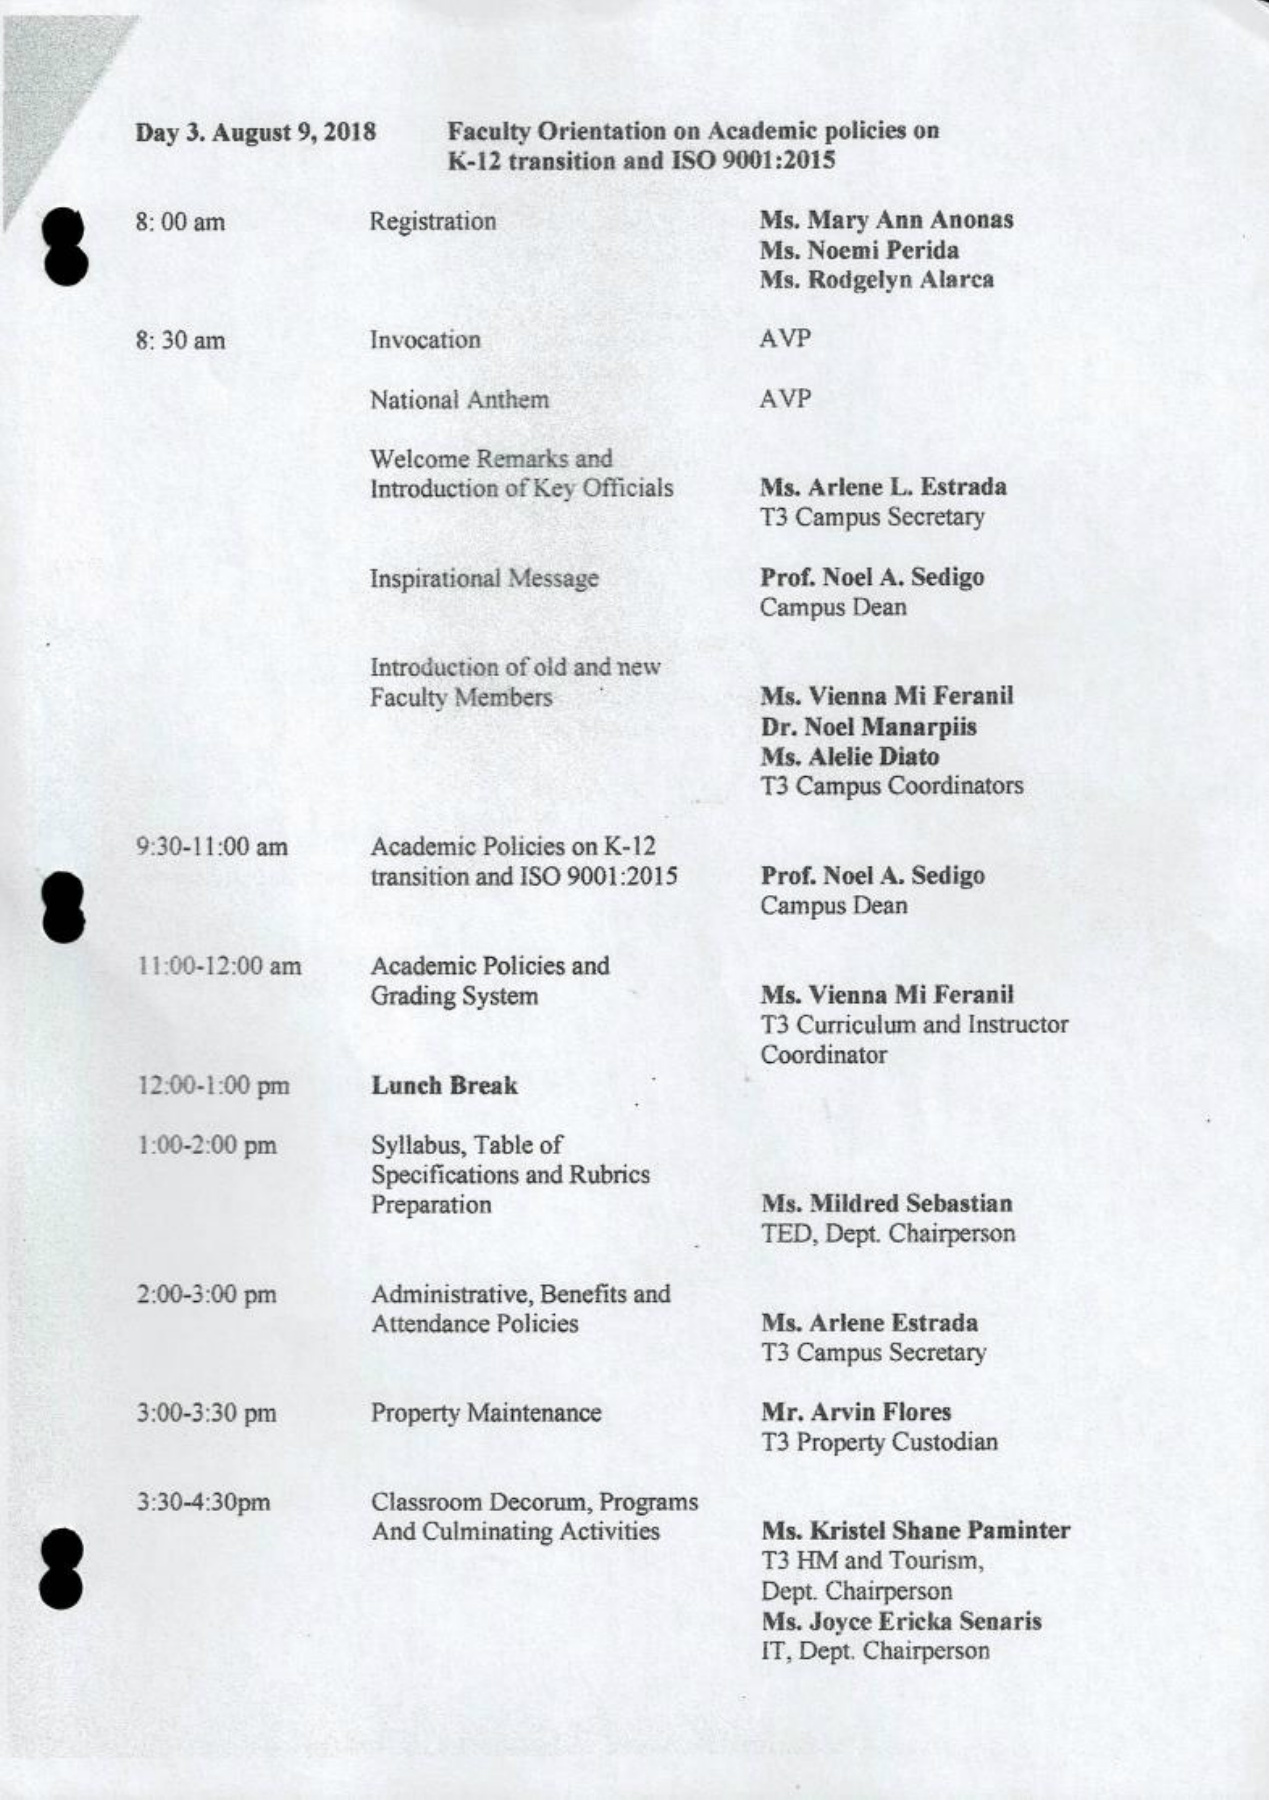 Day 3. August 9, 2018 Faculty Orientation on Academic policies on
K-12 transition and ISO 9001:2015
8: 00 am Registration Ms. Mary Ann Anonas
Ms. Noemi Perida
Ms. Rodgelyn Alarca
8: 30 am Invocation AVP
National Anthem AVP
Welcome Remarks and
Introduction of Key Officials Ms. Arlene L. Estrada
T3 Campus Secretary
Inspirational Message Prof. Noel A. Sedigo
Campus Dean
Introduction of old and new
Faculty Members Ms. Vienna Mi Feranil
Dr. Noel Manarpiis
Ms. Alelie Diato
T3 Campus Coordinators
9:30-11:00 am Academic Policies on K-12
transition and ISO 9001:2015 Prof. Noel A. Sedigo
Campus Dean
11:00-12:00 am Academic Policies and
Grading System Ms. Vienna Mi Feranil
T3 Curriculum and Instructor
Coordinator
12:00-1:00 pm Lunch Break
1:00-2:00 pm Syllabus, Table of
Specifications and Rubrics
Preparation Ms. Mildred Sebastian
TED, Dept. Chairperson
2:00-3:00 pm Administrative, Benefits and
Attendance Policies Ms. Arlene Estrada
T3 Campus Secretary
3:00-3:30 pm Property Maintenance Mr. Arvin Flores
T3 Property Custodian
3:30-4:30pm Classroom Decorum, Programs
And Culminating Activities Ms. Kristel Shane Paminter
T3 HM and Tourism,
Dept. Chairperson
Ms. Joyce Ericka Senaris
IT, Dept. Chairperson